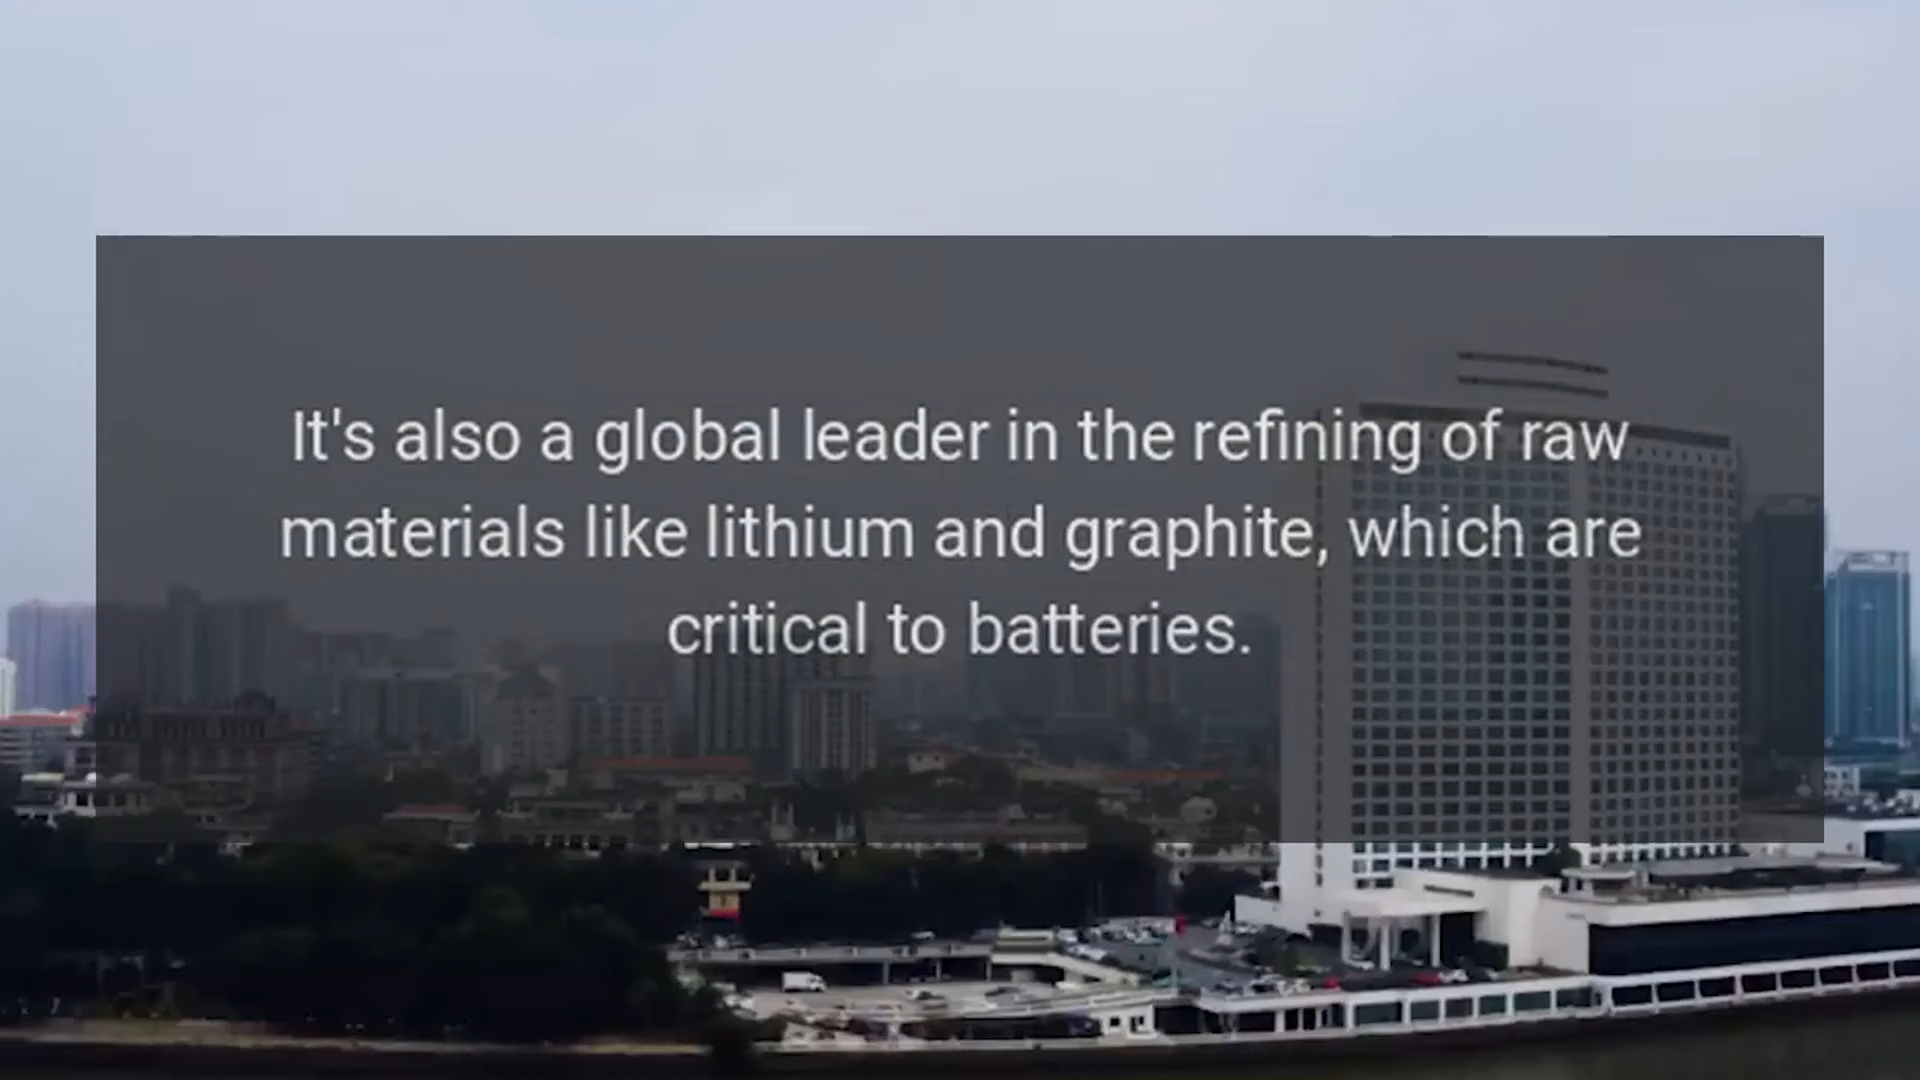 It's also a global leader in the refining of raw
materials like lithium and graphite, which are
critical to batteries.